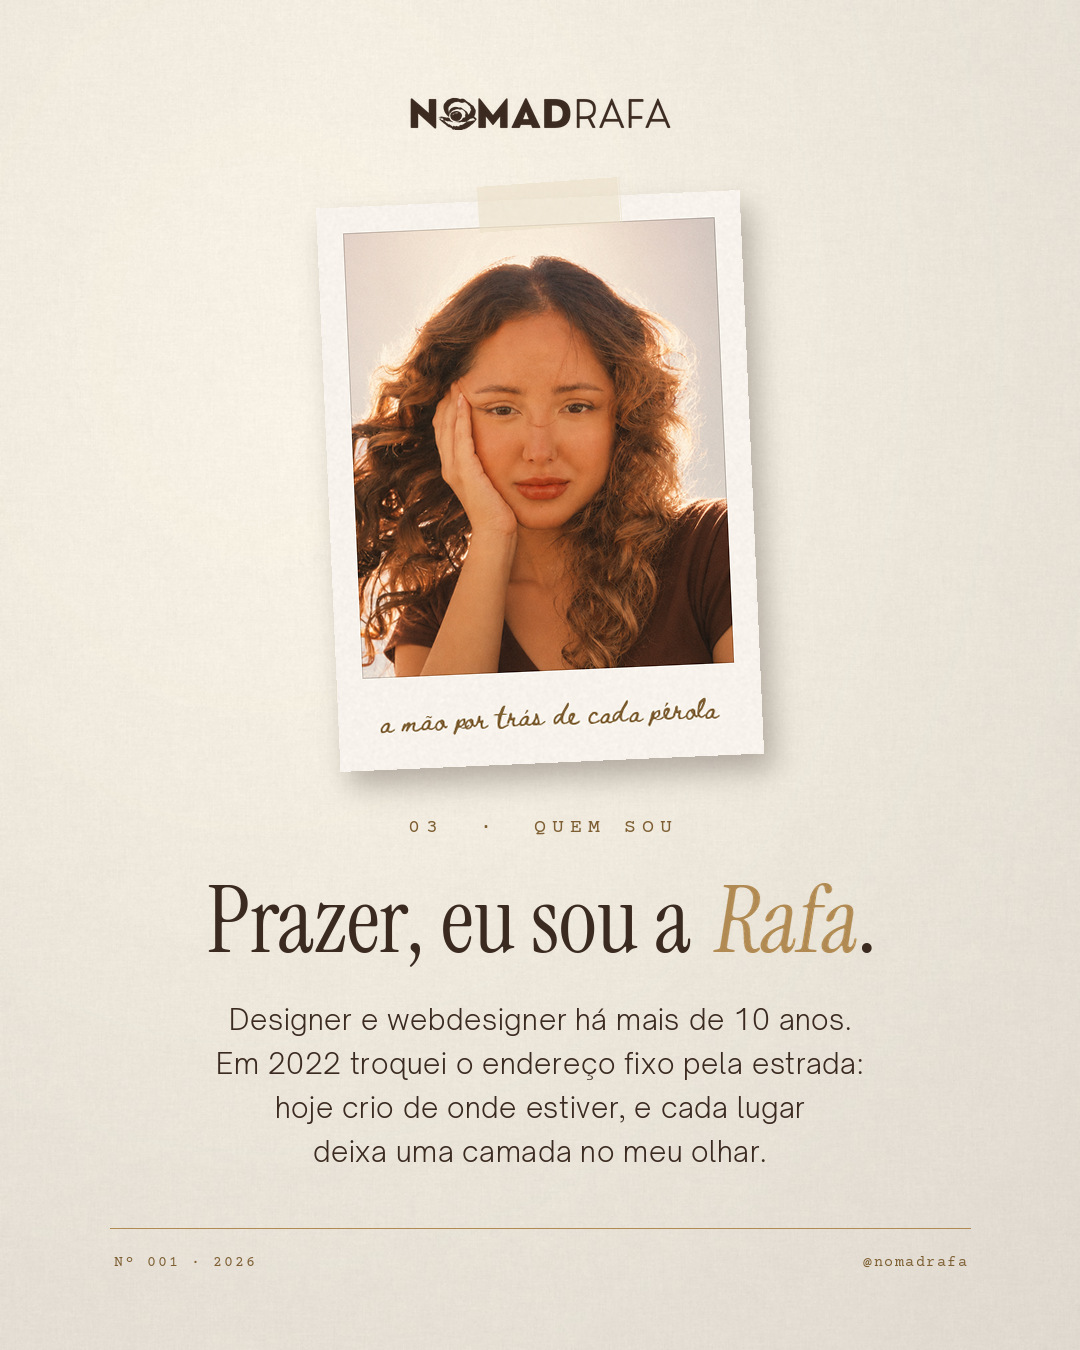 NOMADRAFA
a mão por trás de cada pérola
03 · QUEM SOU
Prazer, eu sou a Rafa.
Designer e webdesigner há mais de 10 anos.
Em 2022 troquei o endereço fixo pela estrada:
hoje crio de onde estiver, e cada lugar
deixa uma camada no meu olhar.
Nº 001 · 2026
@nomadrafa